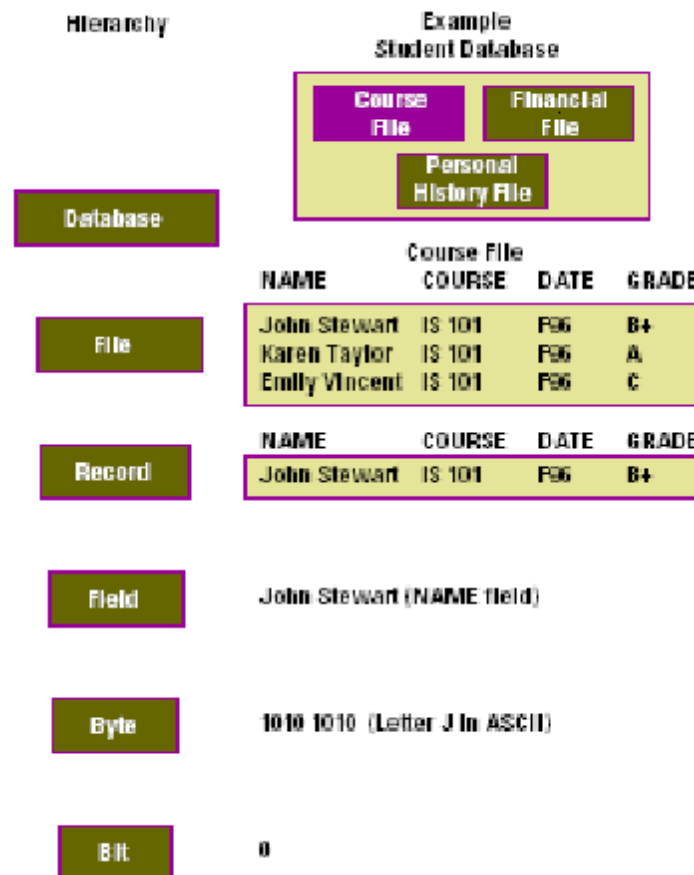 Hierarchy
Example
Student Database
Course
File
Financial
File
Personal
History File
Database
Course File
NAME COURSE DATE GRADE
File
John Stewart IS 101 F96 B+
Karen Taylor IS 101 F96 A
Emily Vincent IS 101 F96 C
NAME COURSE DATE GRADE
Record
John Stewart IS 101 F96 B+
Field
John Stewart (NAME field)
Byte
1010 1010 (Letter J in ASCII)
Bit
0